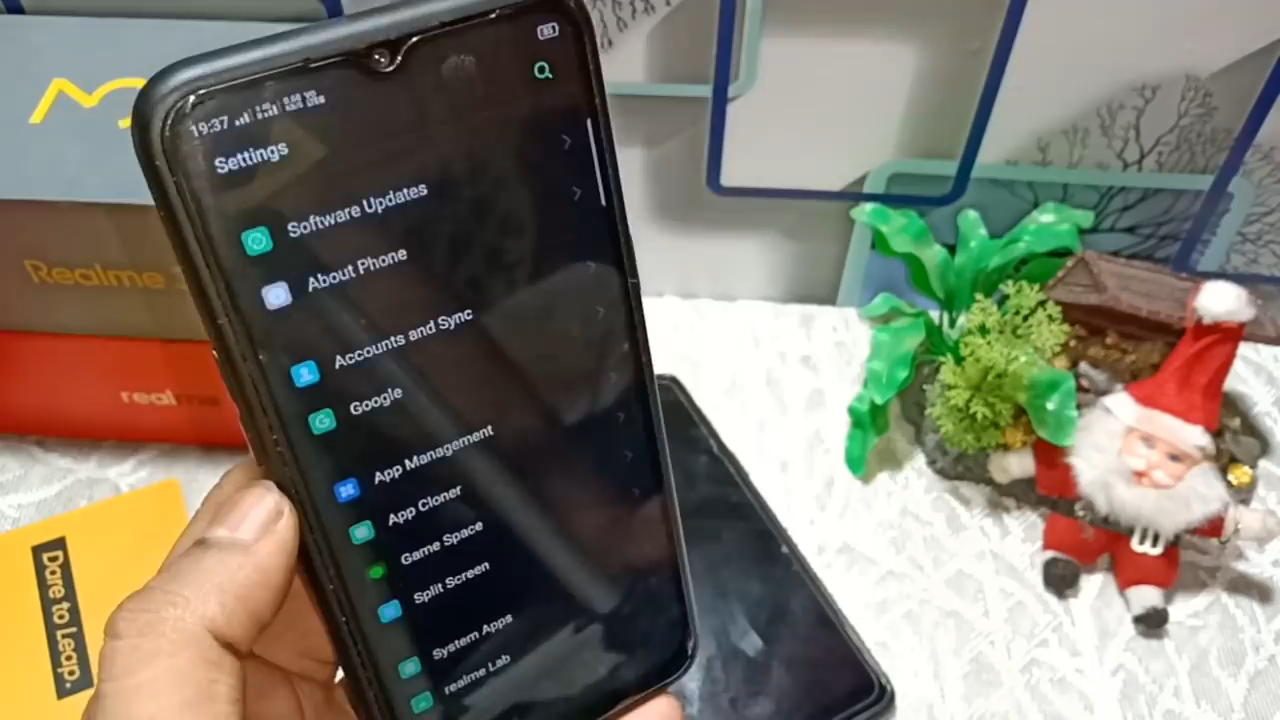 85
19:37
Settings
Software Updates
About Phone
Accounts and Sync
Google
App Management
App Cloner
Game Space
Split Screen
System Apps
realme Lab
Realme
realme
Dare to Leap.